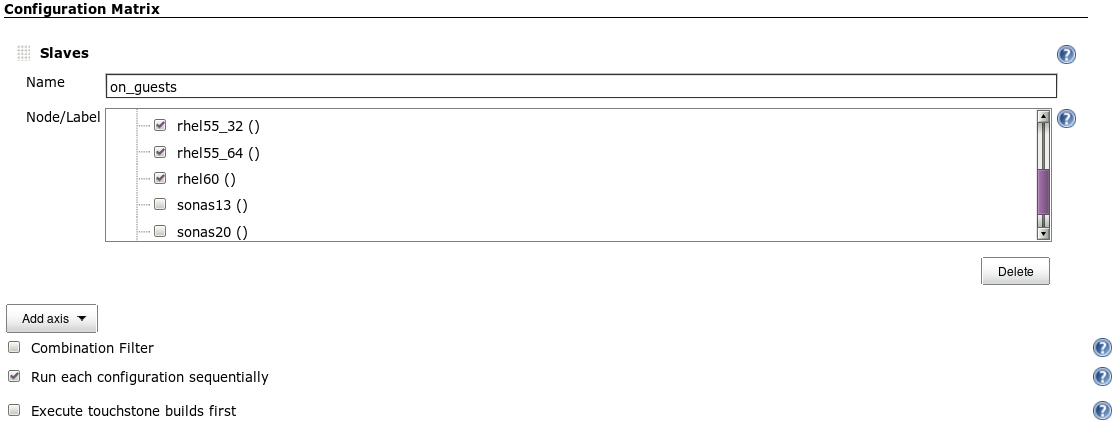 Configuration Matrix
Slaves
Name
on_guests
Node/Label
rhel55_32 ()
rhel55_64 ()
rhel60 ()
sonas13 ()
sonas20 ()
Delete
Add axis
Combination Filter
Run each configuration sequentially
Execute touchstone builds first